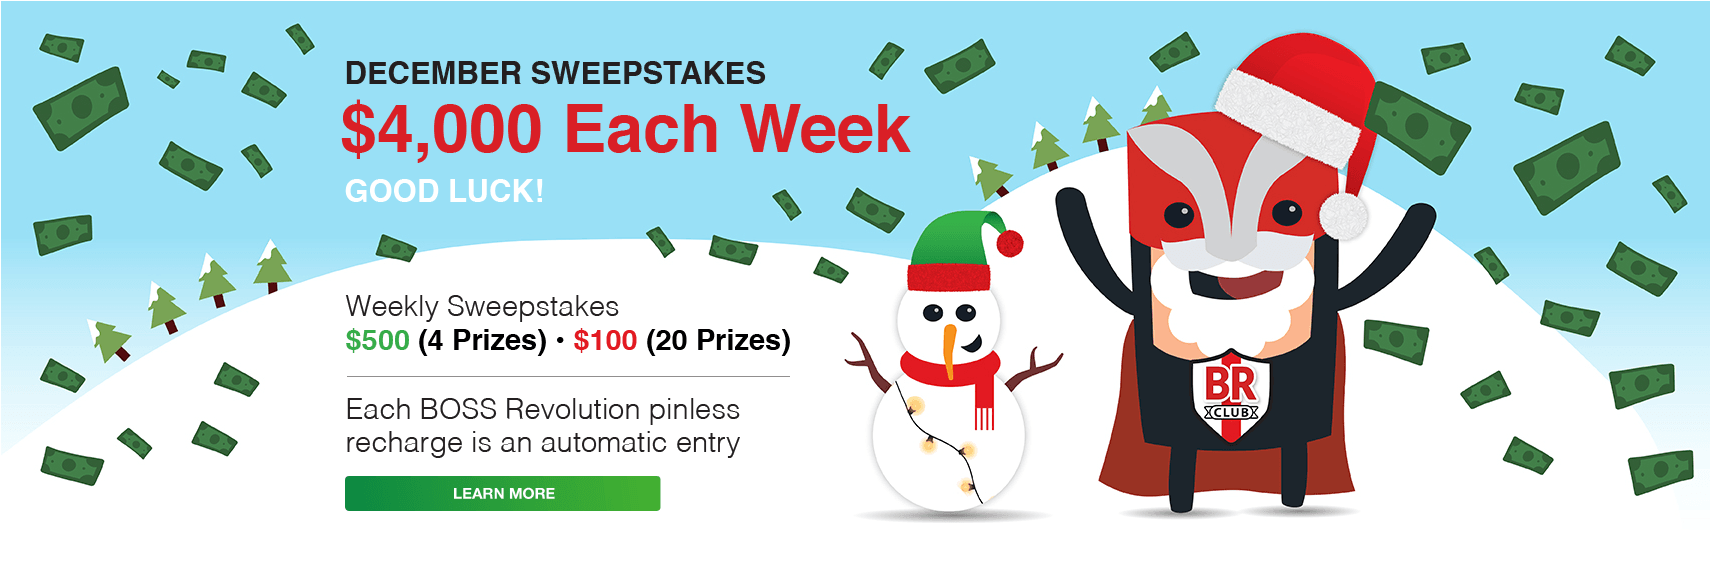 DECEMBER SWEEPSTAKES
$4,000 Each Week
GOOD LUCK!
Weekly Sweepstakes
$500 (4 Prizes) • $100 (20 Prizes)
Each BOSS Revolution pinless
recharge is an automatic entry
LEARN MORE
BR
CLUB